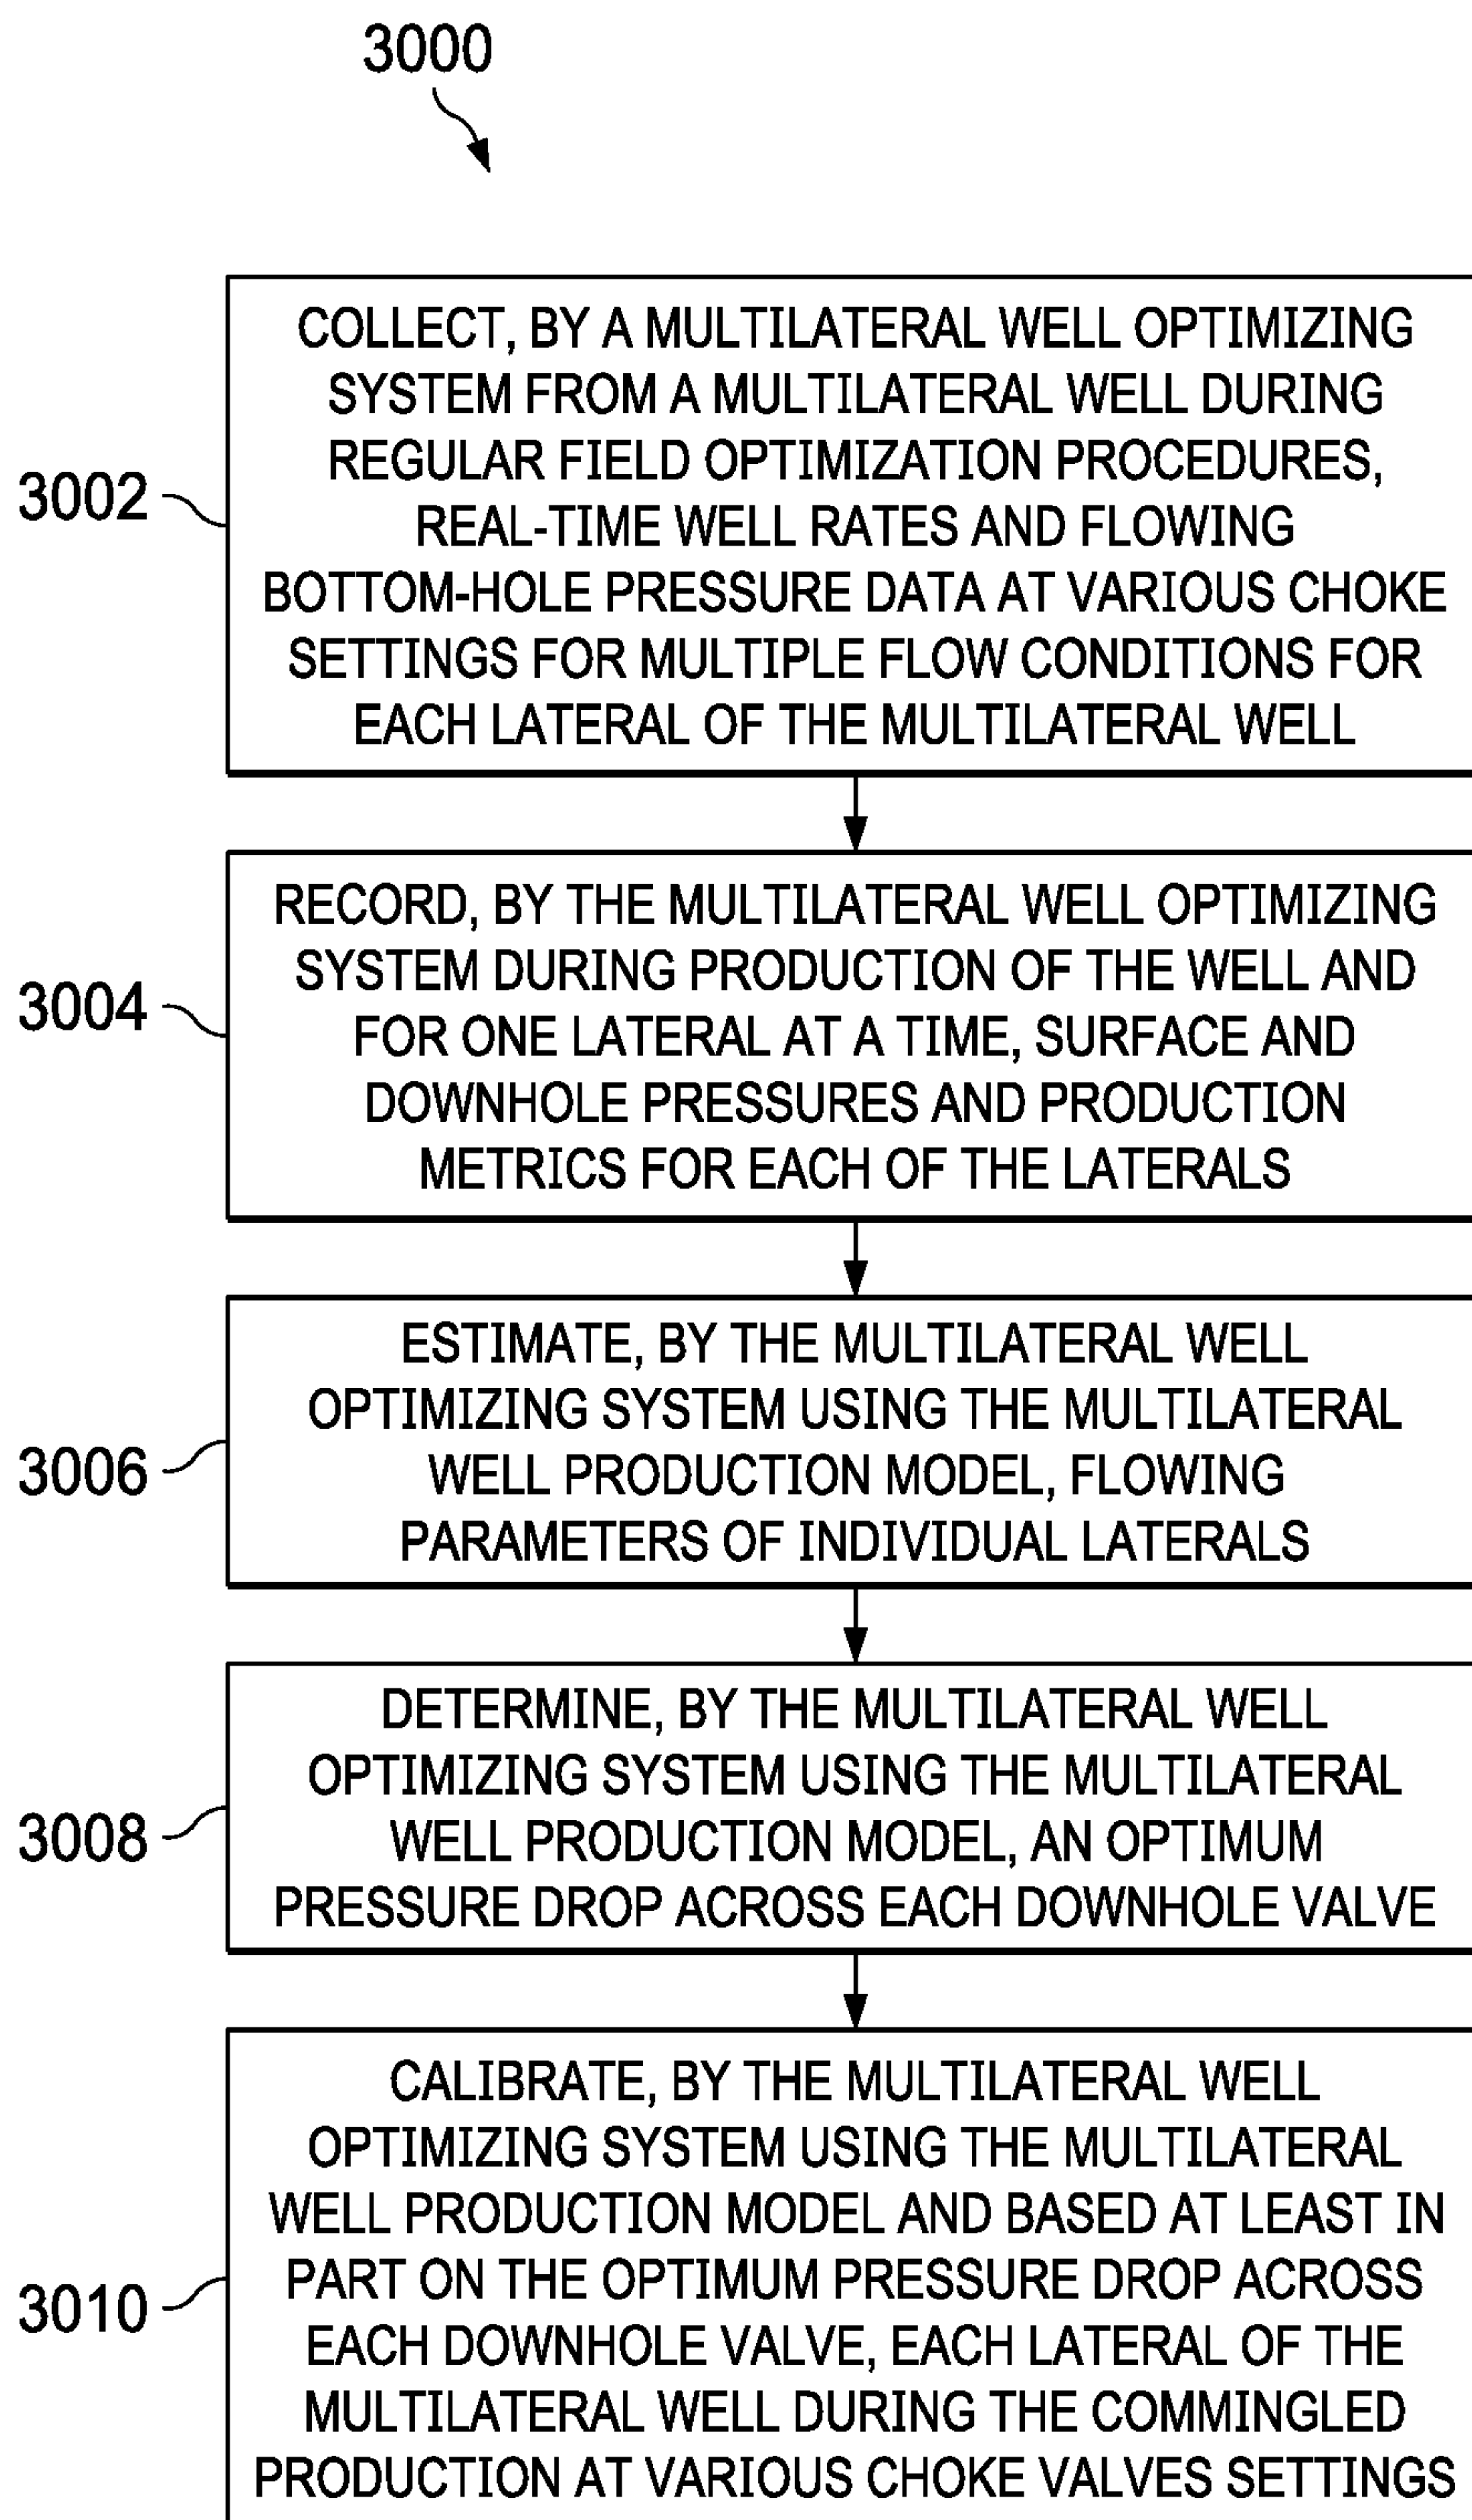 3000
COLLECT, BY A MULTILATERAL WELL OPTIMIZING
SYSTEM FROM A MULTILATERAL WELL DURING
REGULAR FIELD OPTIMIZATION PROCEDURES,
REAL-TIME WELL RATES AND FLOWING
BOTTOM-HOLE PRESSURE DATA AT VARIOUS CHOKE
SETTINGS FOR MULTIPLE FLOW CONDITIONS FOR
EACH LATERAL OF THE MULTILATERAL WELL
3002
RECORD, BY THE MULTILATERAL WELL OPTIMIZING
SYSTEM DURING PRODUCTION OF THE WELL AND
FOR ONE LATERAL AT A TIME, SURFACE AND
DOWNHOLE PRESSURES AND PRODUCTION
METRICS FOR EACH OF THE LATERALS
3004
ESTIMATE, BY THE MULTILATERAL WELL
OPTIMIZING SYSTEM USING THE MULTILATERAL
WELL PRODUCTION MODEL, FLOWING
PARAMETERS OF INDIVIDUAL LATERALS
3006
DETERMINE, BY THE MULTILATERAL WELL
OPTIMIZING SYSTEM USING THE MULTILATERAL
WELL PRODUCTION MODEL, AN OPTIMUM
PRESSURE DROP ACROSS EACH DOWNHOLE VALVE
3008
CALIBRATE, BY THE MULTILATERAL WELL
OPTIMIZING SYSTEM USING THE MULTILATERAL
WELL PRODUCTION MODEL AND BASED AT LEAST IN
PART ON THE OPTIMUM PRESSURE DROP ACROSS
EACH DOWNHOLE VALVE, EACH LATERAL OF THE
MULTILATERAL WELL DURING THE COMMINGLED
PRODUCTION AT VARIOUS CHOKE VALVES SETTINGS
3010